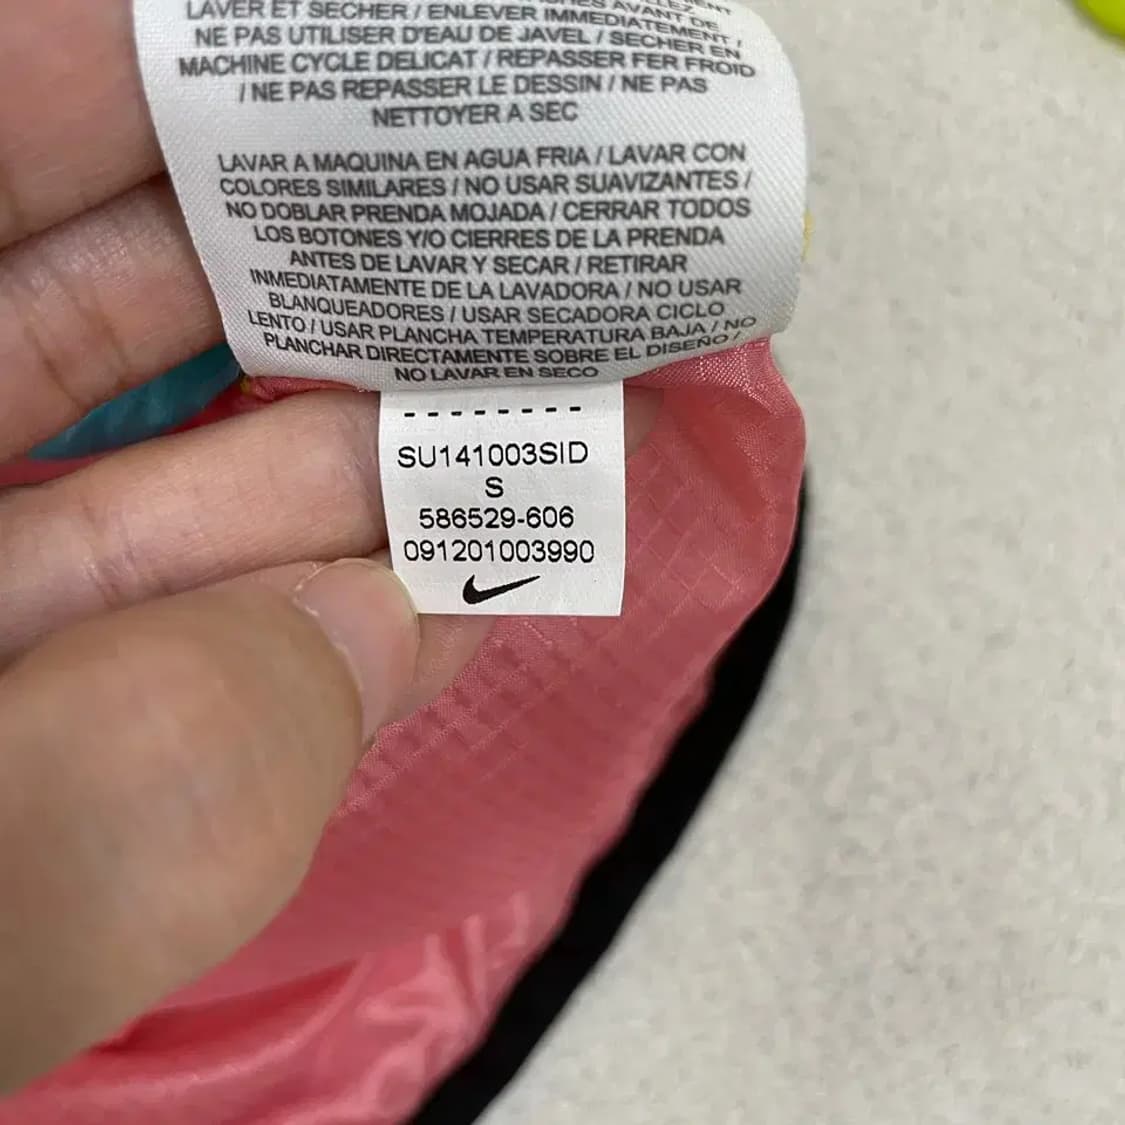 LAVER ET SECHER / ENLEVER IMMEDIATEMENT /
NE PAS UTILISER D'EAU DE JAVEL / SECHER EN
MACHINE CYCLE DELICAT / REPASSER FER FROID
/ NE PAS REPASSER LE DESSIN / NE PAS
NETTOYER A SEC
LAVAR A MAQUINA EN AGUA FRIA / LAVAR CON
COLORES SIMILARES / NO USAR SUAVIZANTES /
NO DOBLAR PRENDA MOJADA / CERRAR TODOS
LOS BOTONES Y/O CIERRES DE LA PRENDA
ANTES DE LAVAR Y SECAR / RETIRAR
INMEDIATAMENTE DE LA LAVADORA / NO USAR
BLANQUEADORES / USAR SECADORA CICLO
LENTO / USAR PLANCHA TEMPERATURA BAJA / NO
PLANCHAR DIRECTAMENTE SOBRE EL DISEÑO /
NO LAVAR EN SECO
--------
SU141003SID
S
586529-606
091201003990